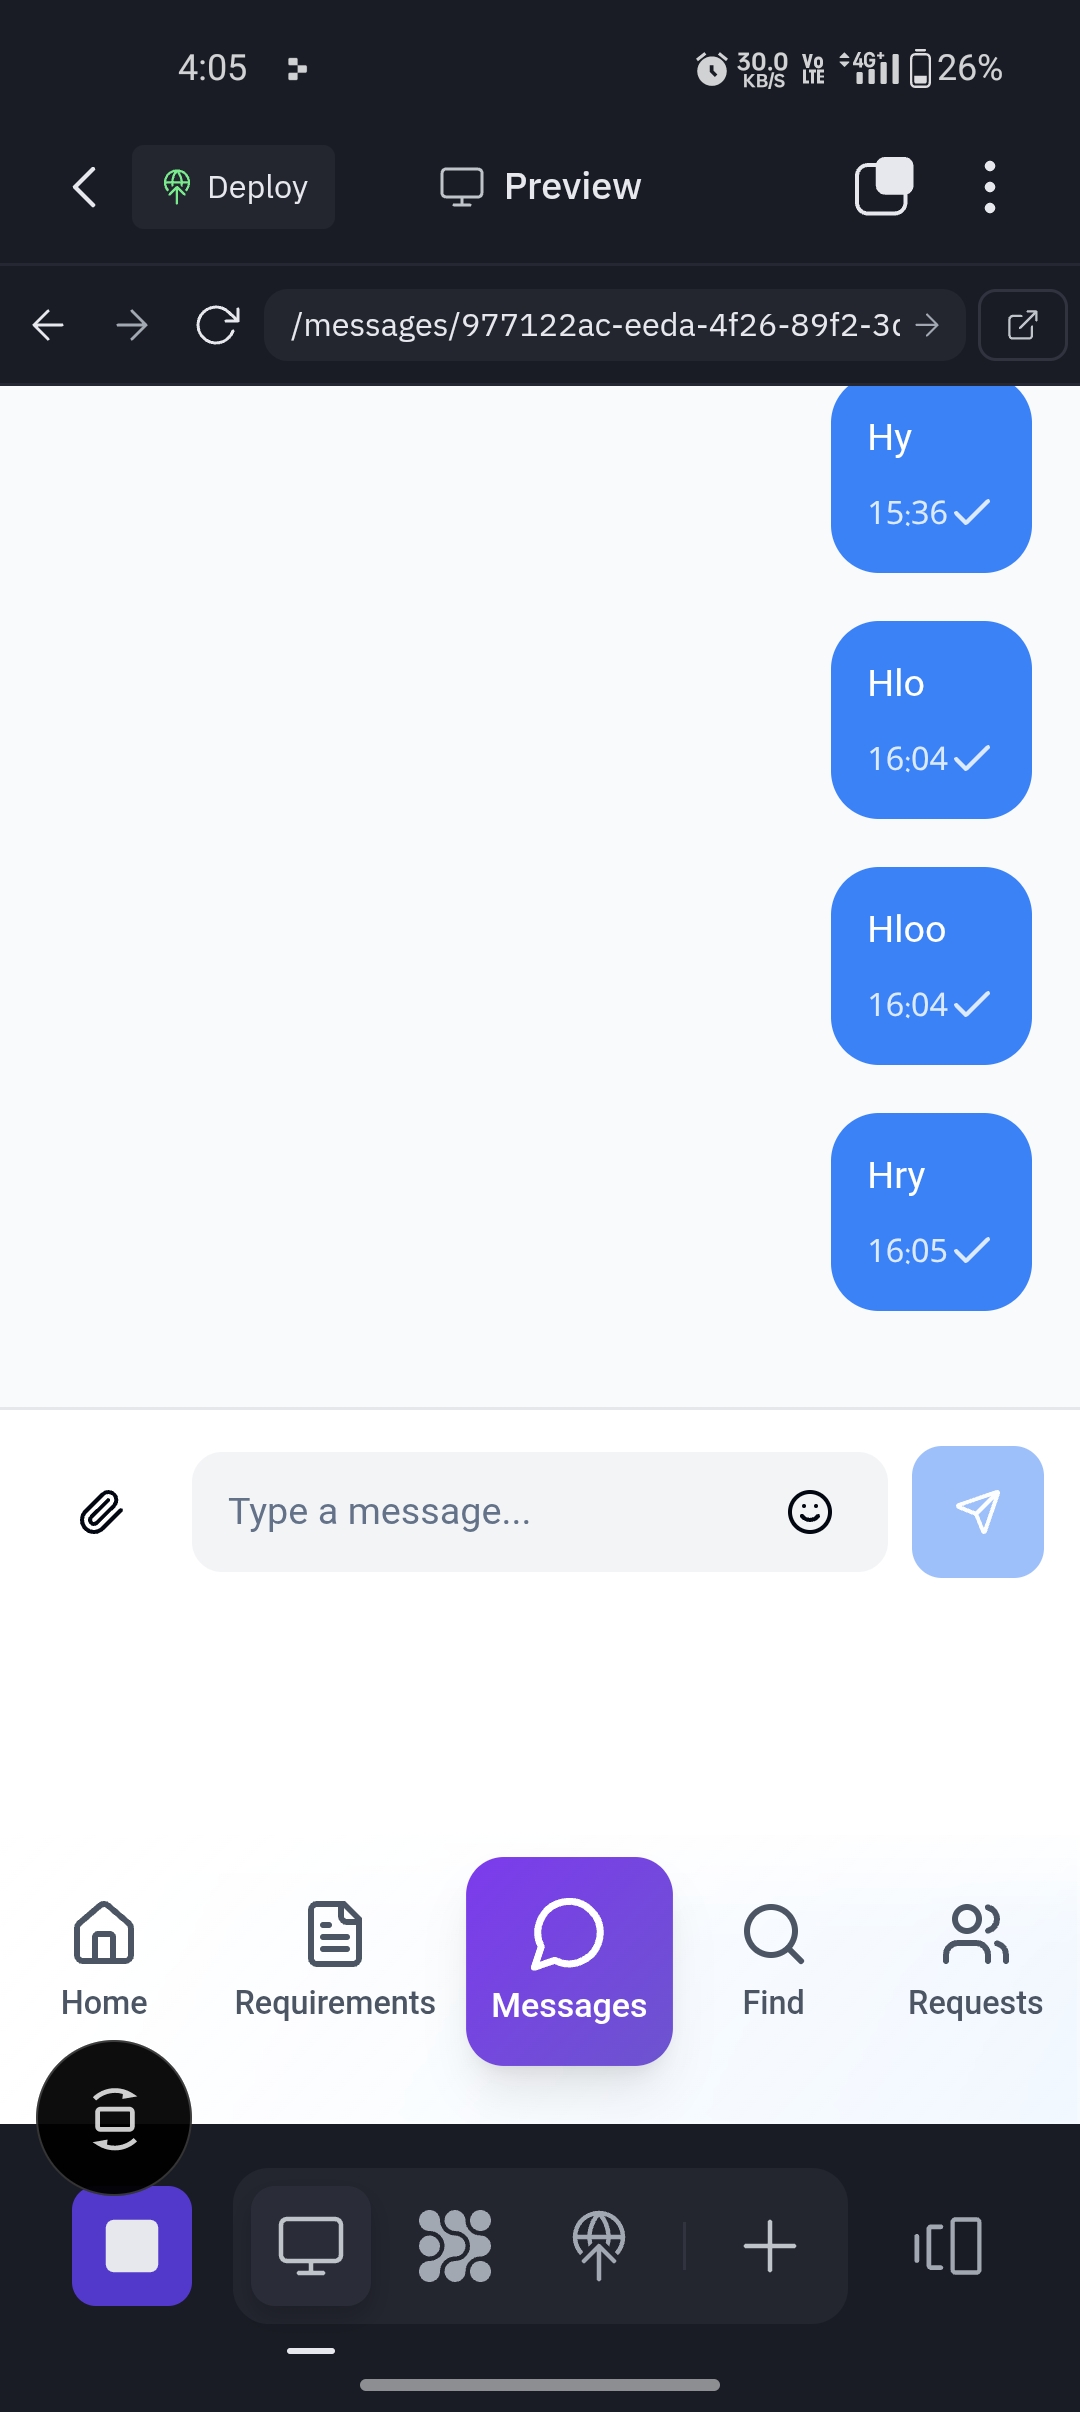 4:05
30.0 KB/S Vo LTE 4G+ 26%
Deploy
Preview
/messages/977122ac-eeda-4f26-89f2-3
Hy
15:36
Hlo
16:04
Hloo
16:04
Hry
16:05
Type a message...
Home
Requirements
Messages
Find
Requests